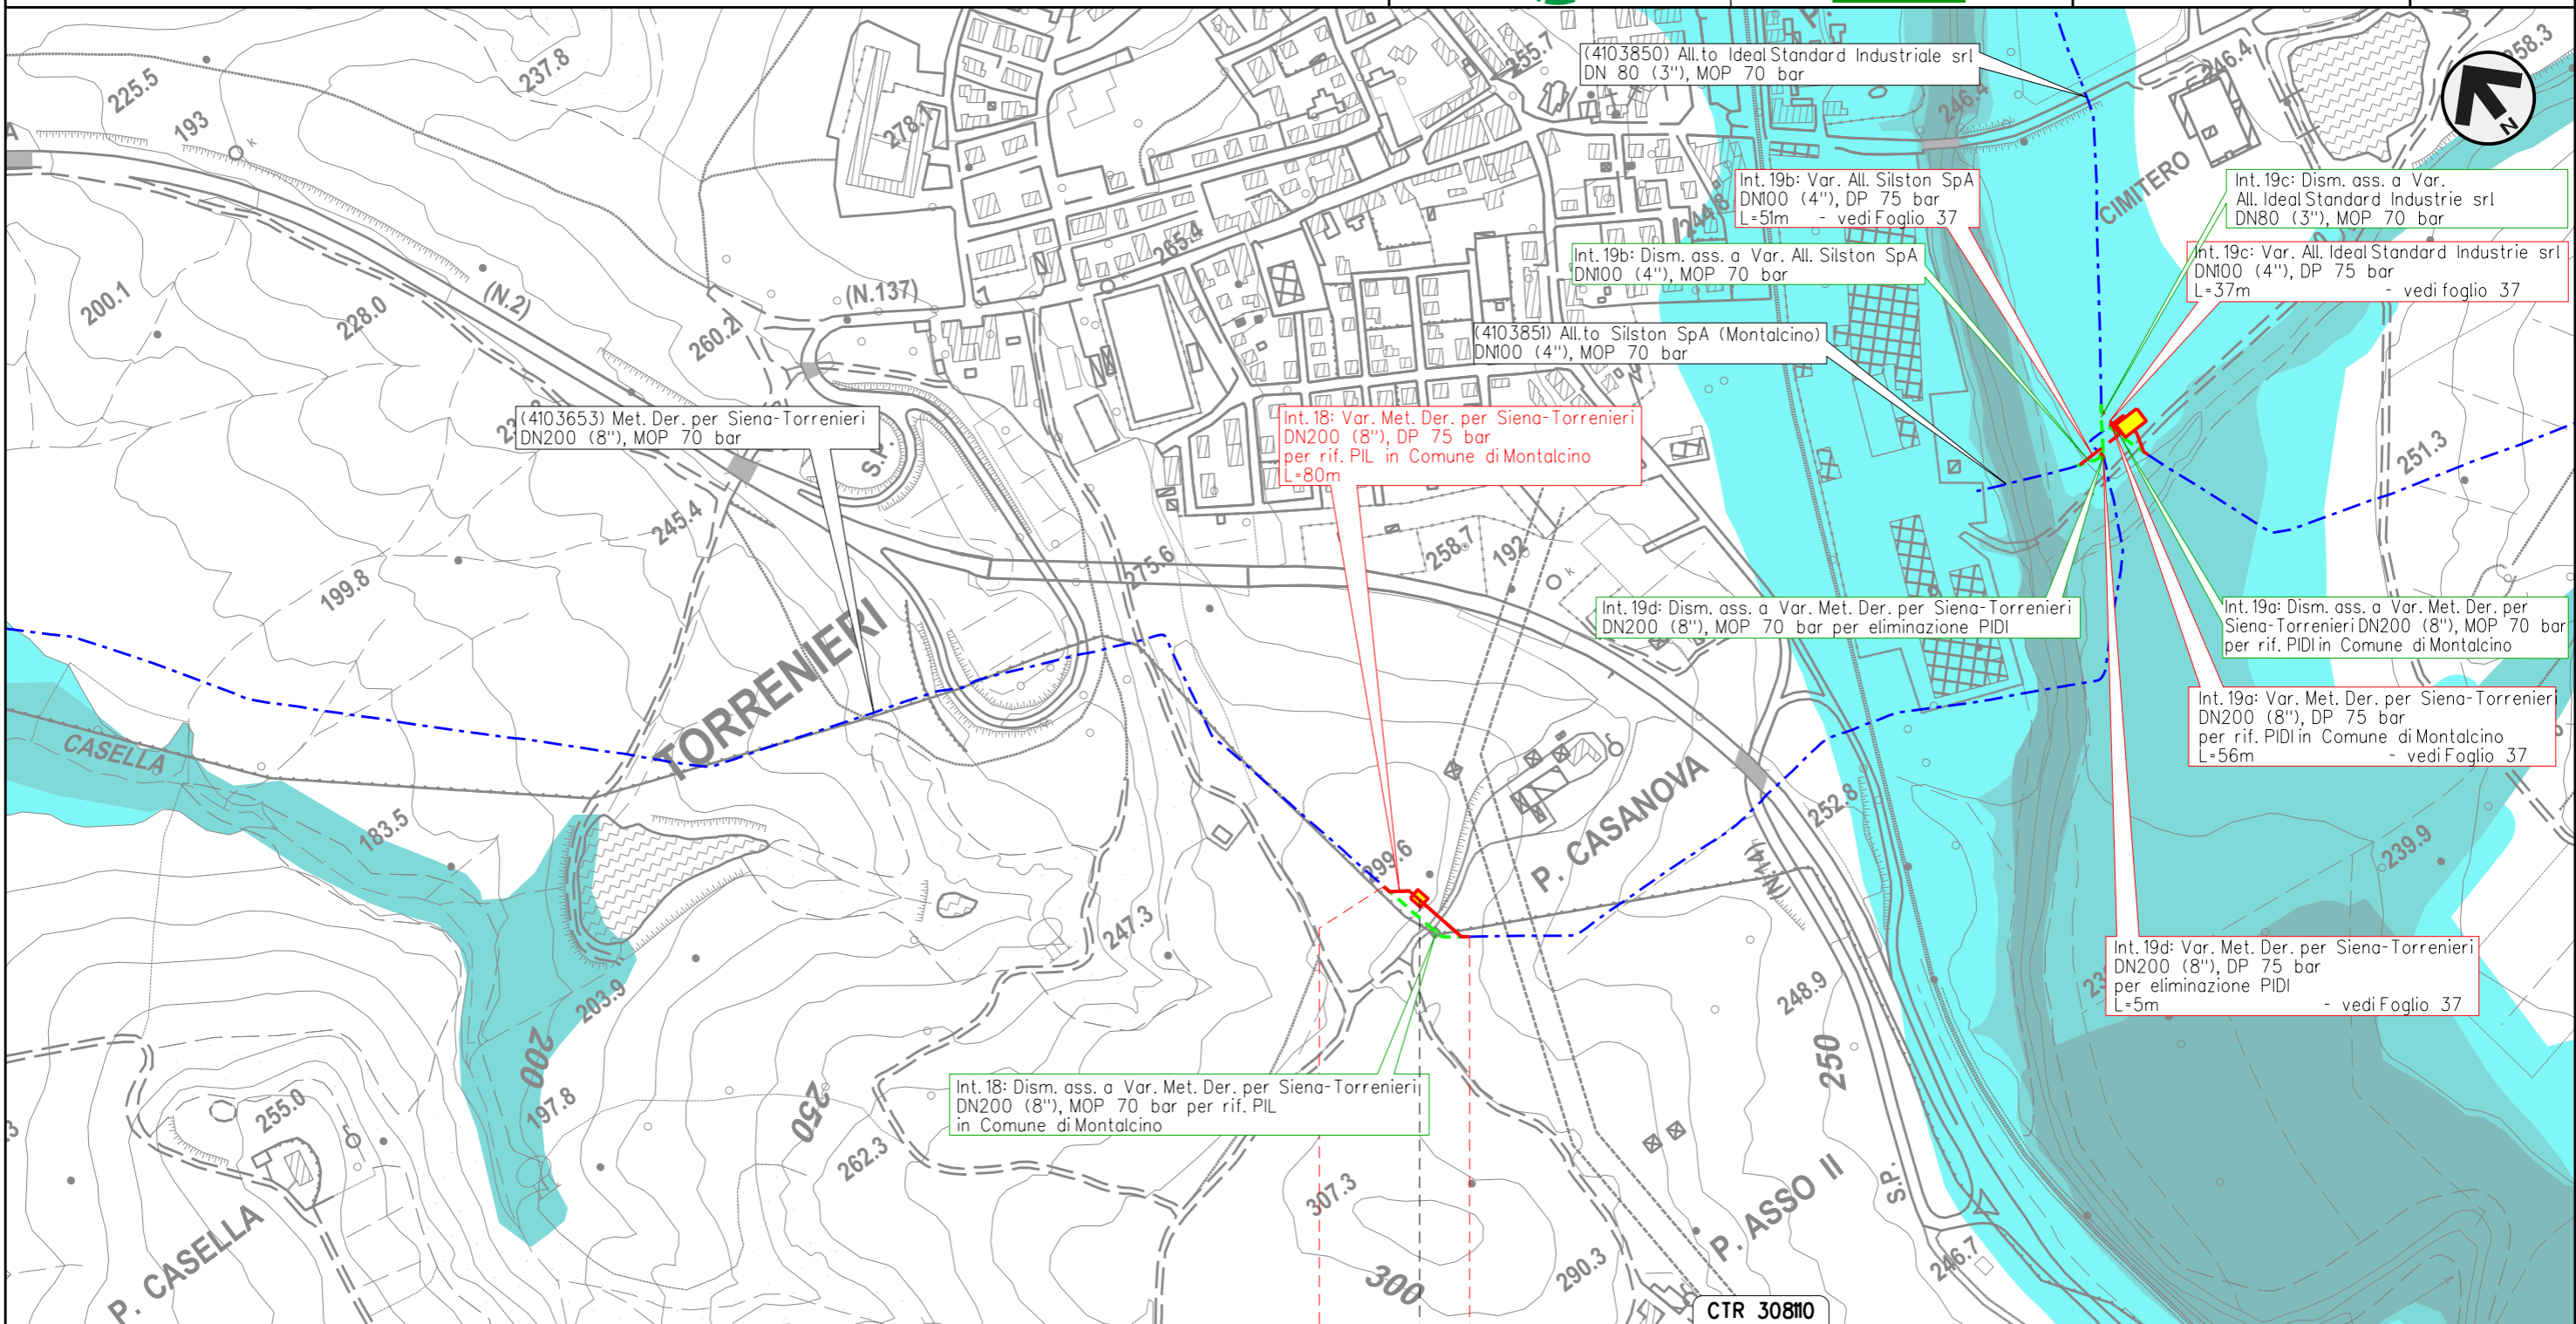 (4103850) All.to Ideal Standard Industriale srl
DN 80 (3"), MOP 70 bar
Int. 19b: Var. All. Silston SpA
DN100 (4"), DP 75 bar
L=51m - vedi Foglio 37
Int. 19c: Dism. ass. a Var.
All. Ideal Standard Industrie srl
DN80 (3"), MOP 70 bar
Int. 19b: Dism. ass. a Var. All. Silston SpA
DN100 (4"), MOP 70 bar
Int. 19c: Var. All. Ideal Standard Industrie srl
DN100 (4"), DP 75 bar
L=37m - vedi foglio 37
(4103851) All.to Silston SpA (Montalcino)
DN100 (4"), MOP 70 bar
(4103653) Met. Der. per Siena-Torrenieri
DN200 (8"), MOP 70 bar
Int. 18: Var. Met. Der. per Siena-Torrenieri
DN200 (8"), DP 75 bar
per rif. PIL in Comune di Montalcino
L=80m
Int. 19d: Dism. ass. a Var. Met. Der. per Siena-Torrenieri
DN200 (8"), MOP 70 bar per eliminazione PIDI
Int. 19a: Dism. ass. a Var. Met. Der. per
Siena-Torrenieri DN200 (8"), MOP 70 bar
per rif. PIDI in Comune di Montalcino
Int. 19a: Var. Met. Der. per Siena-Torrenieri
DN200 (8"), DP 75 bar
per rif. PIDI in Comune di Montalcino
L=56m - vedi Foglio 37
Int. 19d: Var. Met. Der. per Siena-Torrenieri
DN200 (8"), DP 75 bar
per eliminazione PIDI
L=5m - vedi Foglio 37
Int. 18: Dism. ass. a Var. Met. Der. per Siena-Torrenieri
DN200 (8"), MOP 70 bar per rif. PIL
in Comune di Montalcino
CTR 308110
N
225.5
193
237.8
278.1
255.7
246.4
246.4
258.3
CIMITERO
244.8
265.4
200.1
228.0
(N.2)
(N.137)
260.2
S.P.
251.3
245.4
199.8
275.6
258.7
192
TORRENIERI
CASELLA
183.5
299.6
P. CASANOVA
252.8
(N.14)
239.9
247.3
203.9
200
197.8
248.9
250
250
255.0
262.3
307.3
300
290.3
P. CASELLA
P. ASSO II
S.P.
246.7
k
k
k